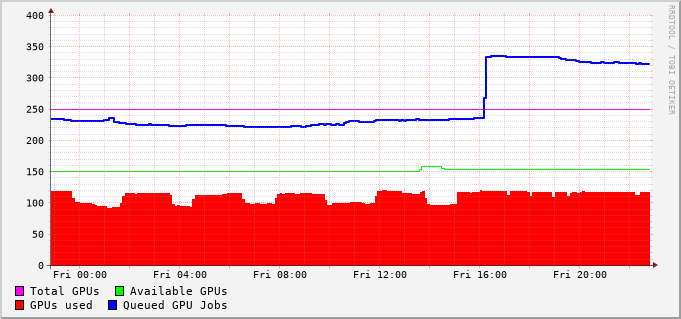 400
350
300
250
200
150
100
50
0
Fri 00:00 Fri 04:00 Fri 08:00 Fri 12:00 Fri 16:00 Fri 20:00
Total GPUs Available GPUs
GPUs used Queued GPU Jobs
RRDTOOL / TOBI OETIKER